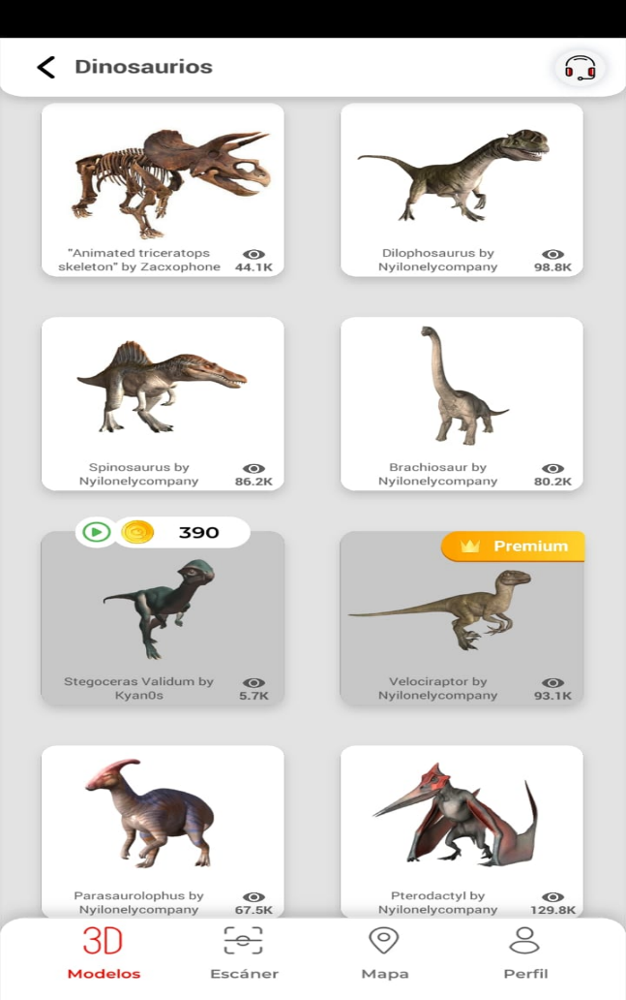 Dinosaurios
"Animated triceratops
skeleton" by Zacxophone
44.1K
Dilophosaurus by
Nyilonelycompany
98.8K
Spinosaurus by
Nyilonelycompany
86.2K
Brachiosaur by
Nyilonelycompany
80.2K
390
Stegoceras Validum by
Kyan0s
5.7K
Premium
Velociraptor by
Nyilonelycompany
93.1K
Parasaurolophus by
Nyilonelycompany
67.5K
Pterodactyl by
Nyilonelycompany
129.8K
3D
Modelos
Escáner
Mapa
Perfil